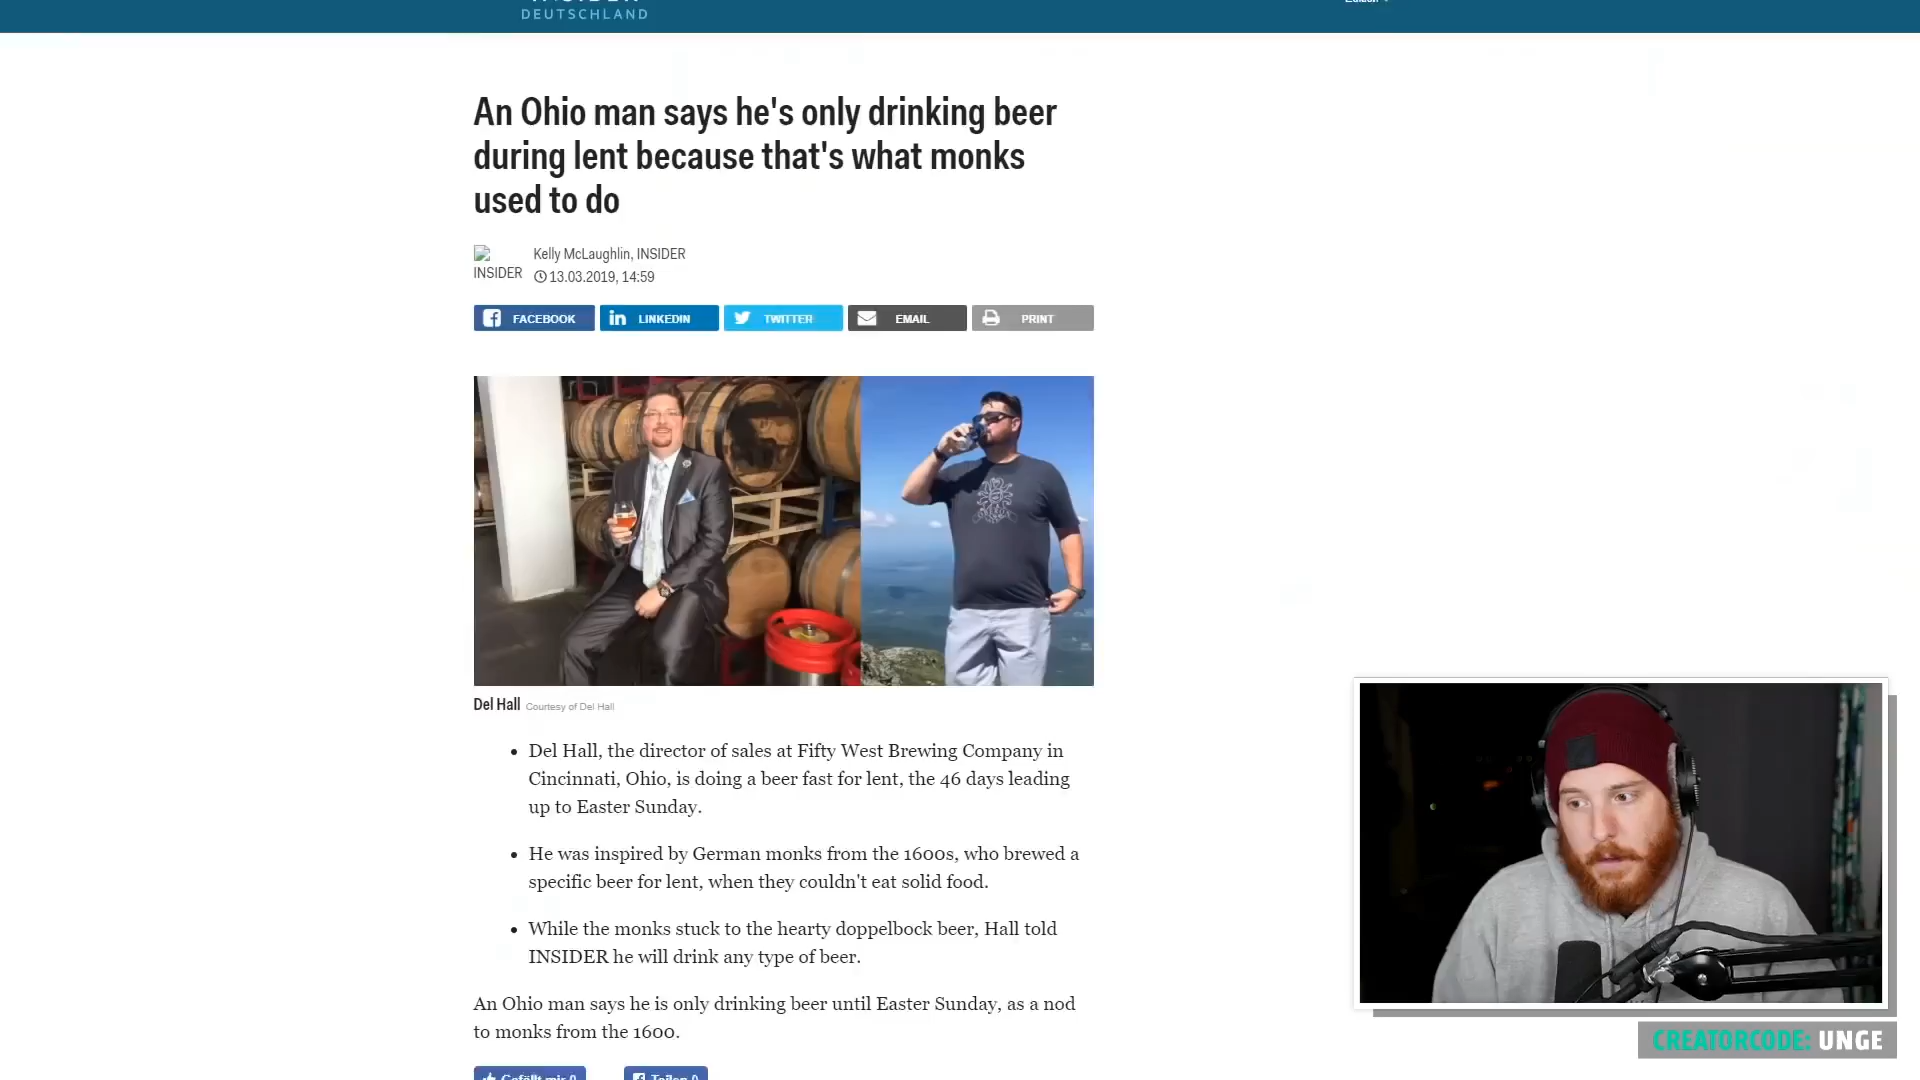 DEUTSCHLAND
An Ohio man says he's only drinking beer
during lent because that's what monks
used to do
INSIDER
Kelly McLaughlin, INSIDER
13.03.2019, 14:59
FACEBOOK
LINKEDIN
TWITTER
EMAIL
PRINT
Del Hall Courtesy of Del Hall
• Del Hall, the director of sales at Fifty West Brewing Company in
Cincinnati, Ohio, is doing a beer fast for lent, the 46 days leading
up to Easter Sunday.
• He was inspired by German monks from the 1600s, who brewed a
specific beer for lent, when they couldn't eat solid food.
• While the monks stuck to the hearty doppelbock beer, Hall told
INSIDER he will drink any type of beer.
An Ohio man says he is only drinking beer until Easter Sunday, as a nod
to monks from the 1600.
Gefällt mir 0
Teilen 0
CREATORCODE: UNGE